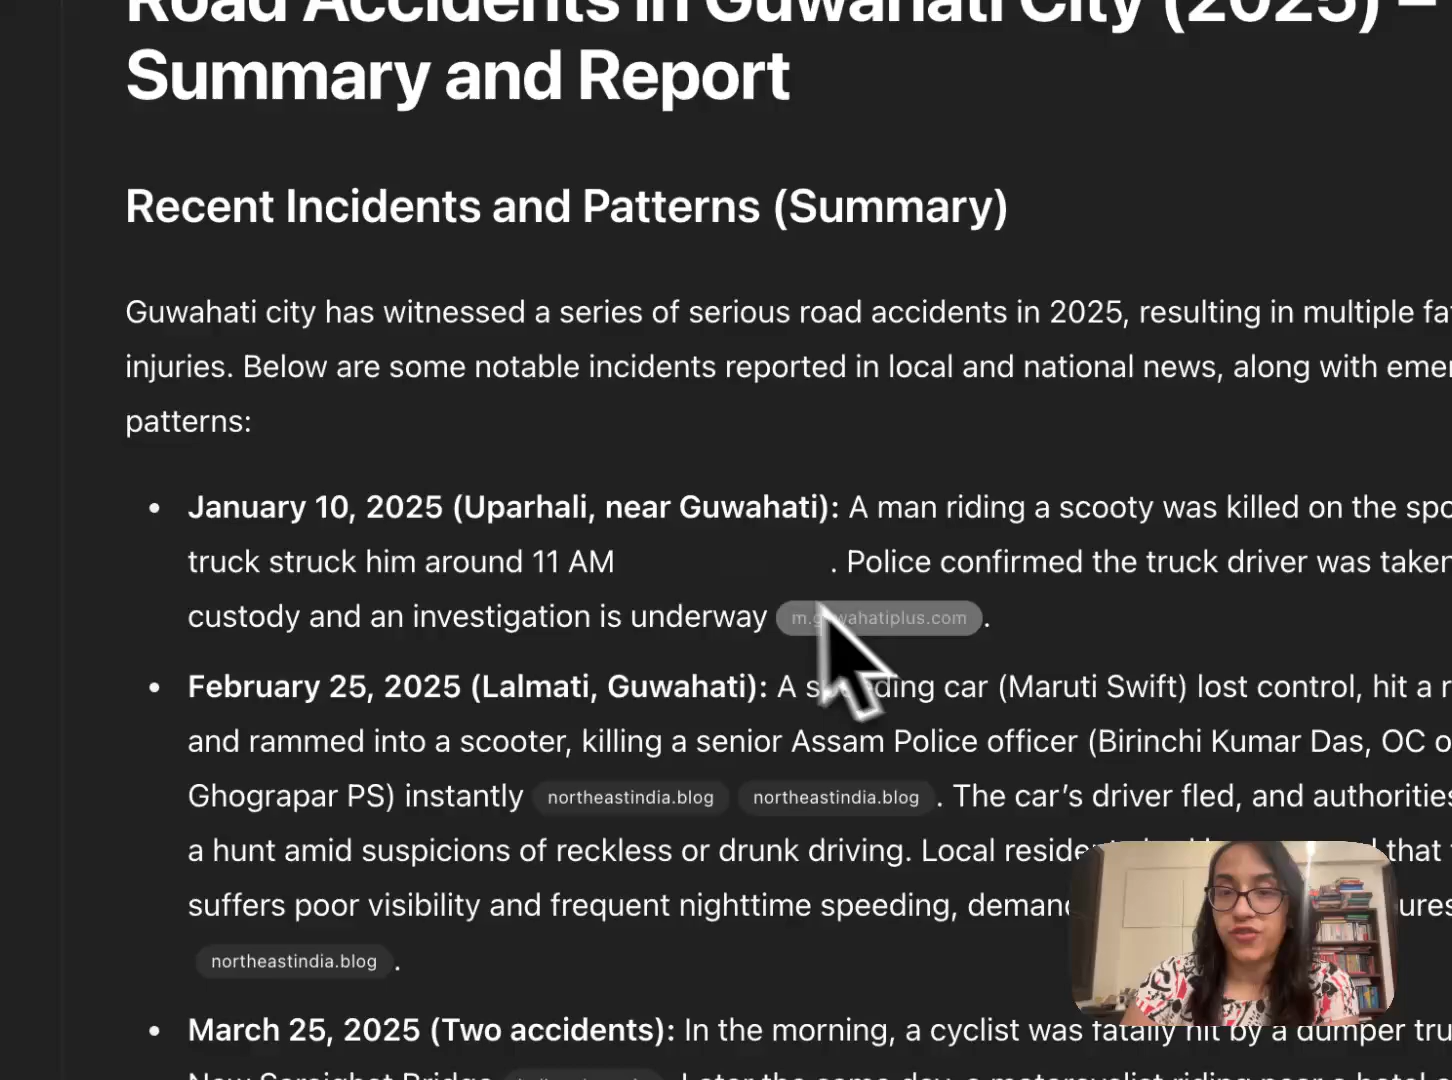 Road Accidents in Guwahati City (2025) –
Summary and Report
Recent Incidents and Patterns (Summary)
Guwahati city has witnessed a series of serious road accidents in 2025, resulting in multiple
injuries. Below are some notable incidents reported in local and national news, along with
patterns:
• January 10, 2025 (Uparhali, near Guwahati): A man riding a scooty was killed on the
truck struck him around 11 AM . Police confirmed the truck driver was taken
custody and an investigation is underway m.guwahatiplus.com.
• February 25, 2025 (Lalmati, Guwahati): A speeding car (Maruti Swift) lost control, hit a
and rammed into a scooter, killing a senior Assam Police officer (Birinchi Kumar Das, OC
Ghograpar PS) instantly northeastindia.blog northeastindia.blog . The car's driver fled, and authorities
a hunt amid suspicions of reckless or drunk driving. Local that
suffers poor visibility and frequent nighttime speeding,
northeastindia.blog .
• March 25, 2025 (Two accidents): In the morning, a cyclist was fatally hit by a dumper